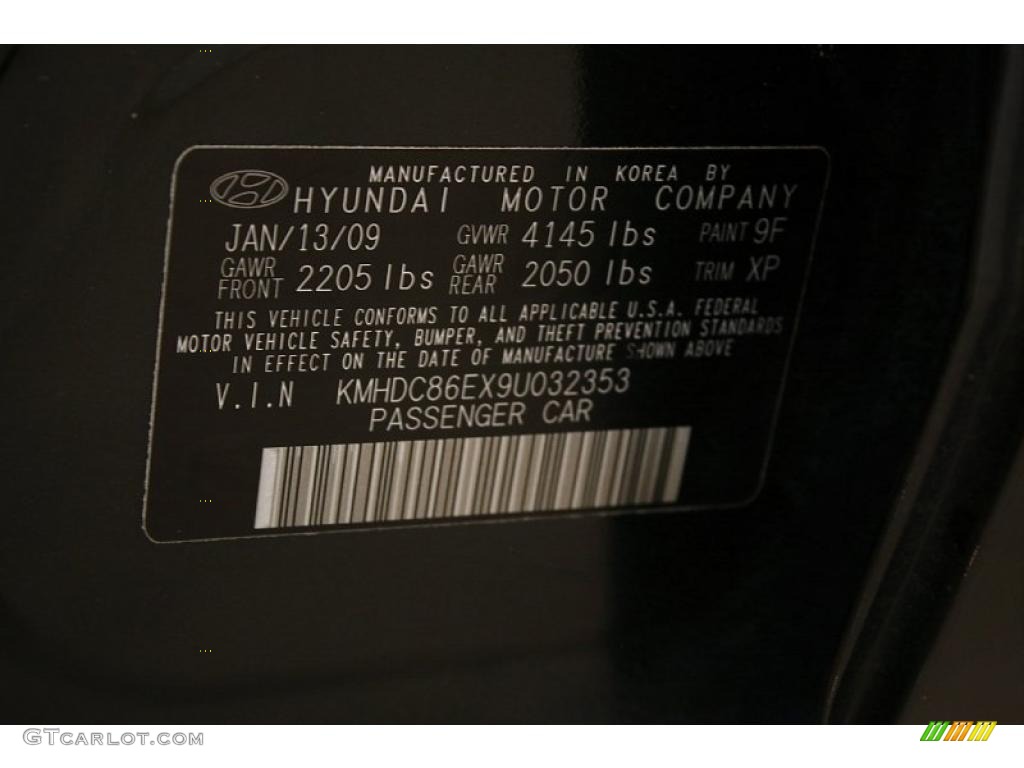 MANUFACTURED IN KOREA BY
HYUNDAI MOTOR COMPANY
JAN/13/09 GVWR 4145 lbs PAINT 9F
GAWR FRONT 2205 lbs GAWR REAR 2050 lbs TRIM XP
THIS VEHICLE CONFORMS TO ALL APPLICABLE U.S.A. FEDERAL
MOTOR VEHICLE SAFETY, BUMPER, AND THEFT PREVENTION STANDARDS
IN EFFECT ON THE DATE OF MANUFACTURE SHOWN ABOVE
V.I.N KMHDC86EX9U032353
PASSENGER CAR
GTCARLOT.COM